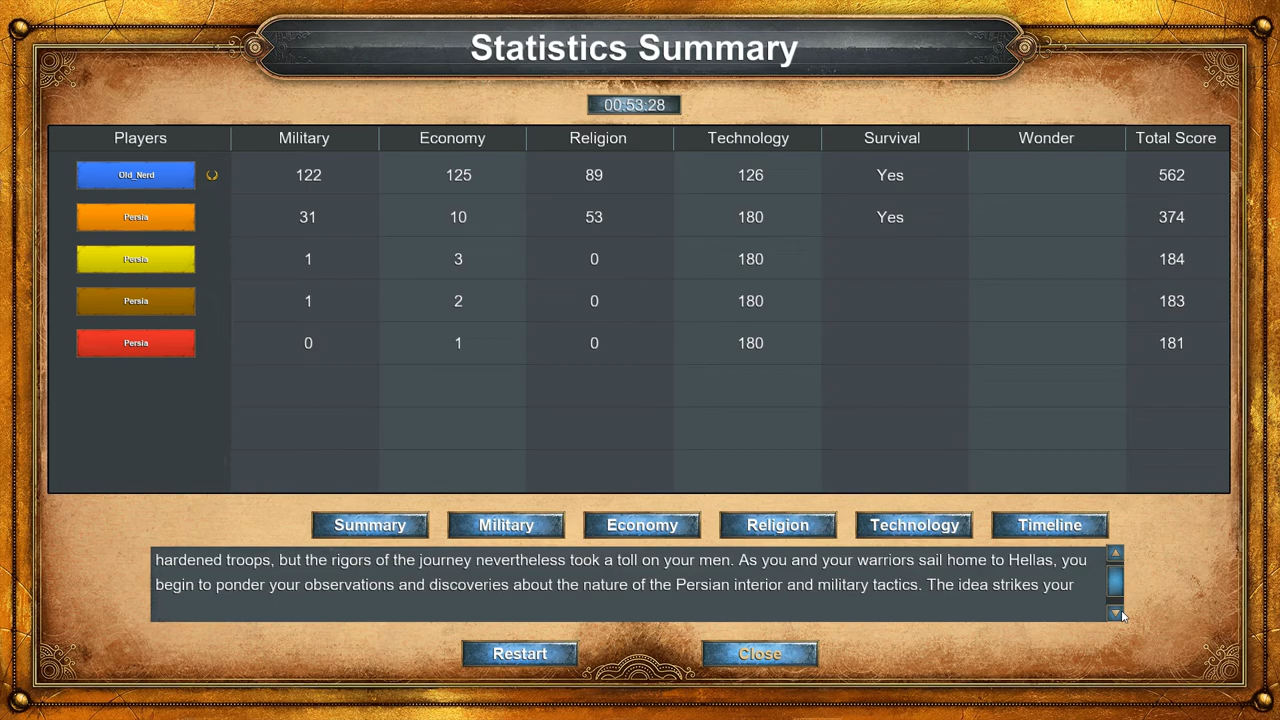 Statistics Summary
00:53:28
Players Military Economy Religion Technology Survival Wonder Total Score
Old_Nerd 122 125 89 126 Yes 562
Persia 31 10 53 180 Yes 374
Persia 1 3 0 180 184
Persia 1 2 0 180 183
Persia 0 1 0 180 181
Summary Military Economy Religion Technology Timeline
hardened troops, but the rigors of the journey nevertheless took a toll on your men. As you and your warriors sail home to Hellas, you
begin to ponder your observations and discoveries about the nature of the Persian interior and military tactics. The idea strikes your
Restart Close